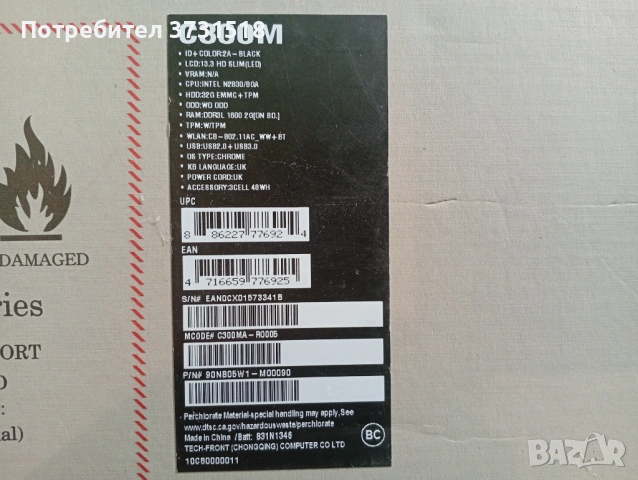 Потребител 3731518
C300M
• ID+COLOR:2A-BLACK
• LCD:13.3 HD SLIM(LED)
• VRAM:N/A
• CPU:INTEL N2830/BGA
• HDD:32G EMMC+TPM
• ODD:WO ODD
• RAM:DDR3L 1600 2G[ON BD.]
• TPM:W/TPM
• WLAN:CB-802.11AC_WW+BT
• USB:USB2.0+USB3.0
• OS TYPE:CHROME
• KB LANGUAGE:UK
• POWER CORD:UK
• ACCESSORY:3CELL 48WH
UPC
8 86227 77692 4
EAN
4 716659 776925
S/N# EAN0CX01573341B
MCODE# C300MA-RO005
P/N# 90NB05W1-M00090
Perchlorate Material-special handling may apply,See
www.dtsc.ca.gov/hazardouswaste/perchlorate
Made in China /Batt: B31N1346
TECH-FRONT (CHONGQING) COMPUTER CO LTD
10C60000011
BC
DAMAGED
ries
ORT
D
:
al)
BAZAR
bg